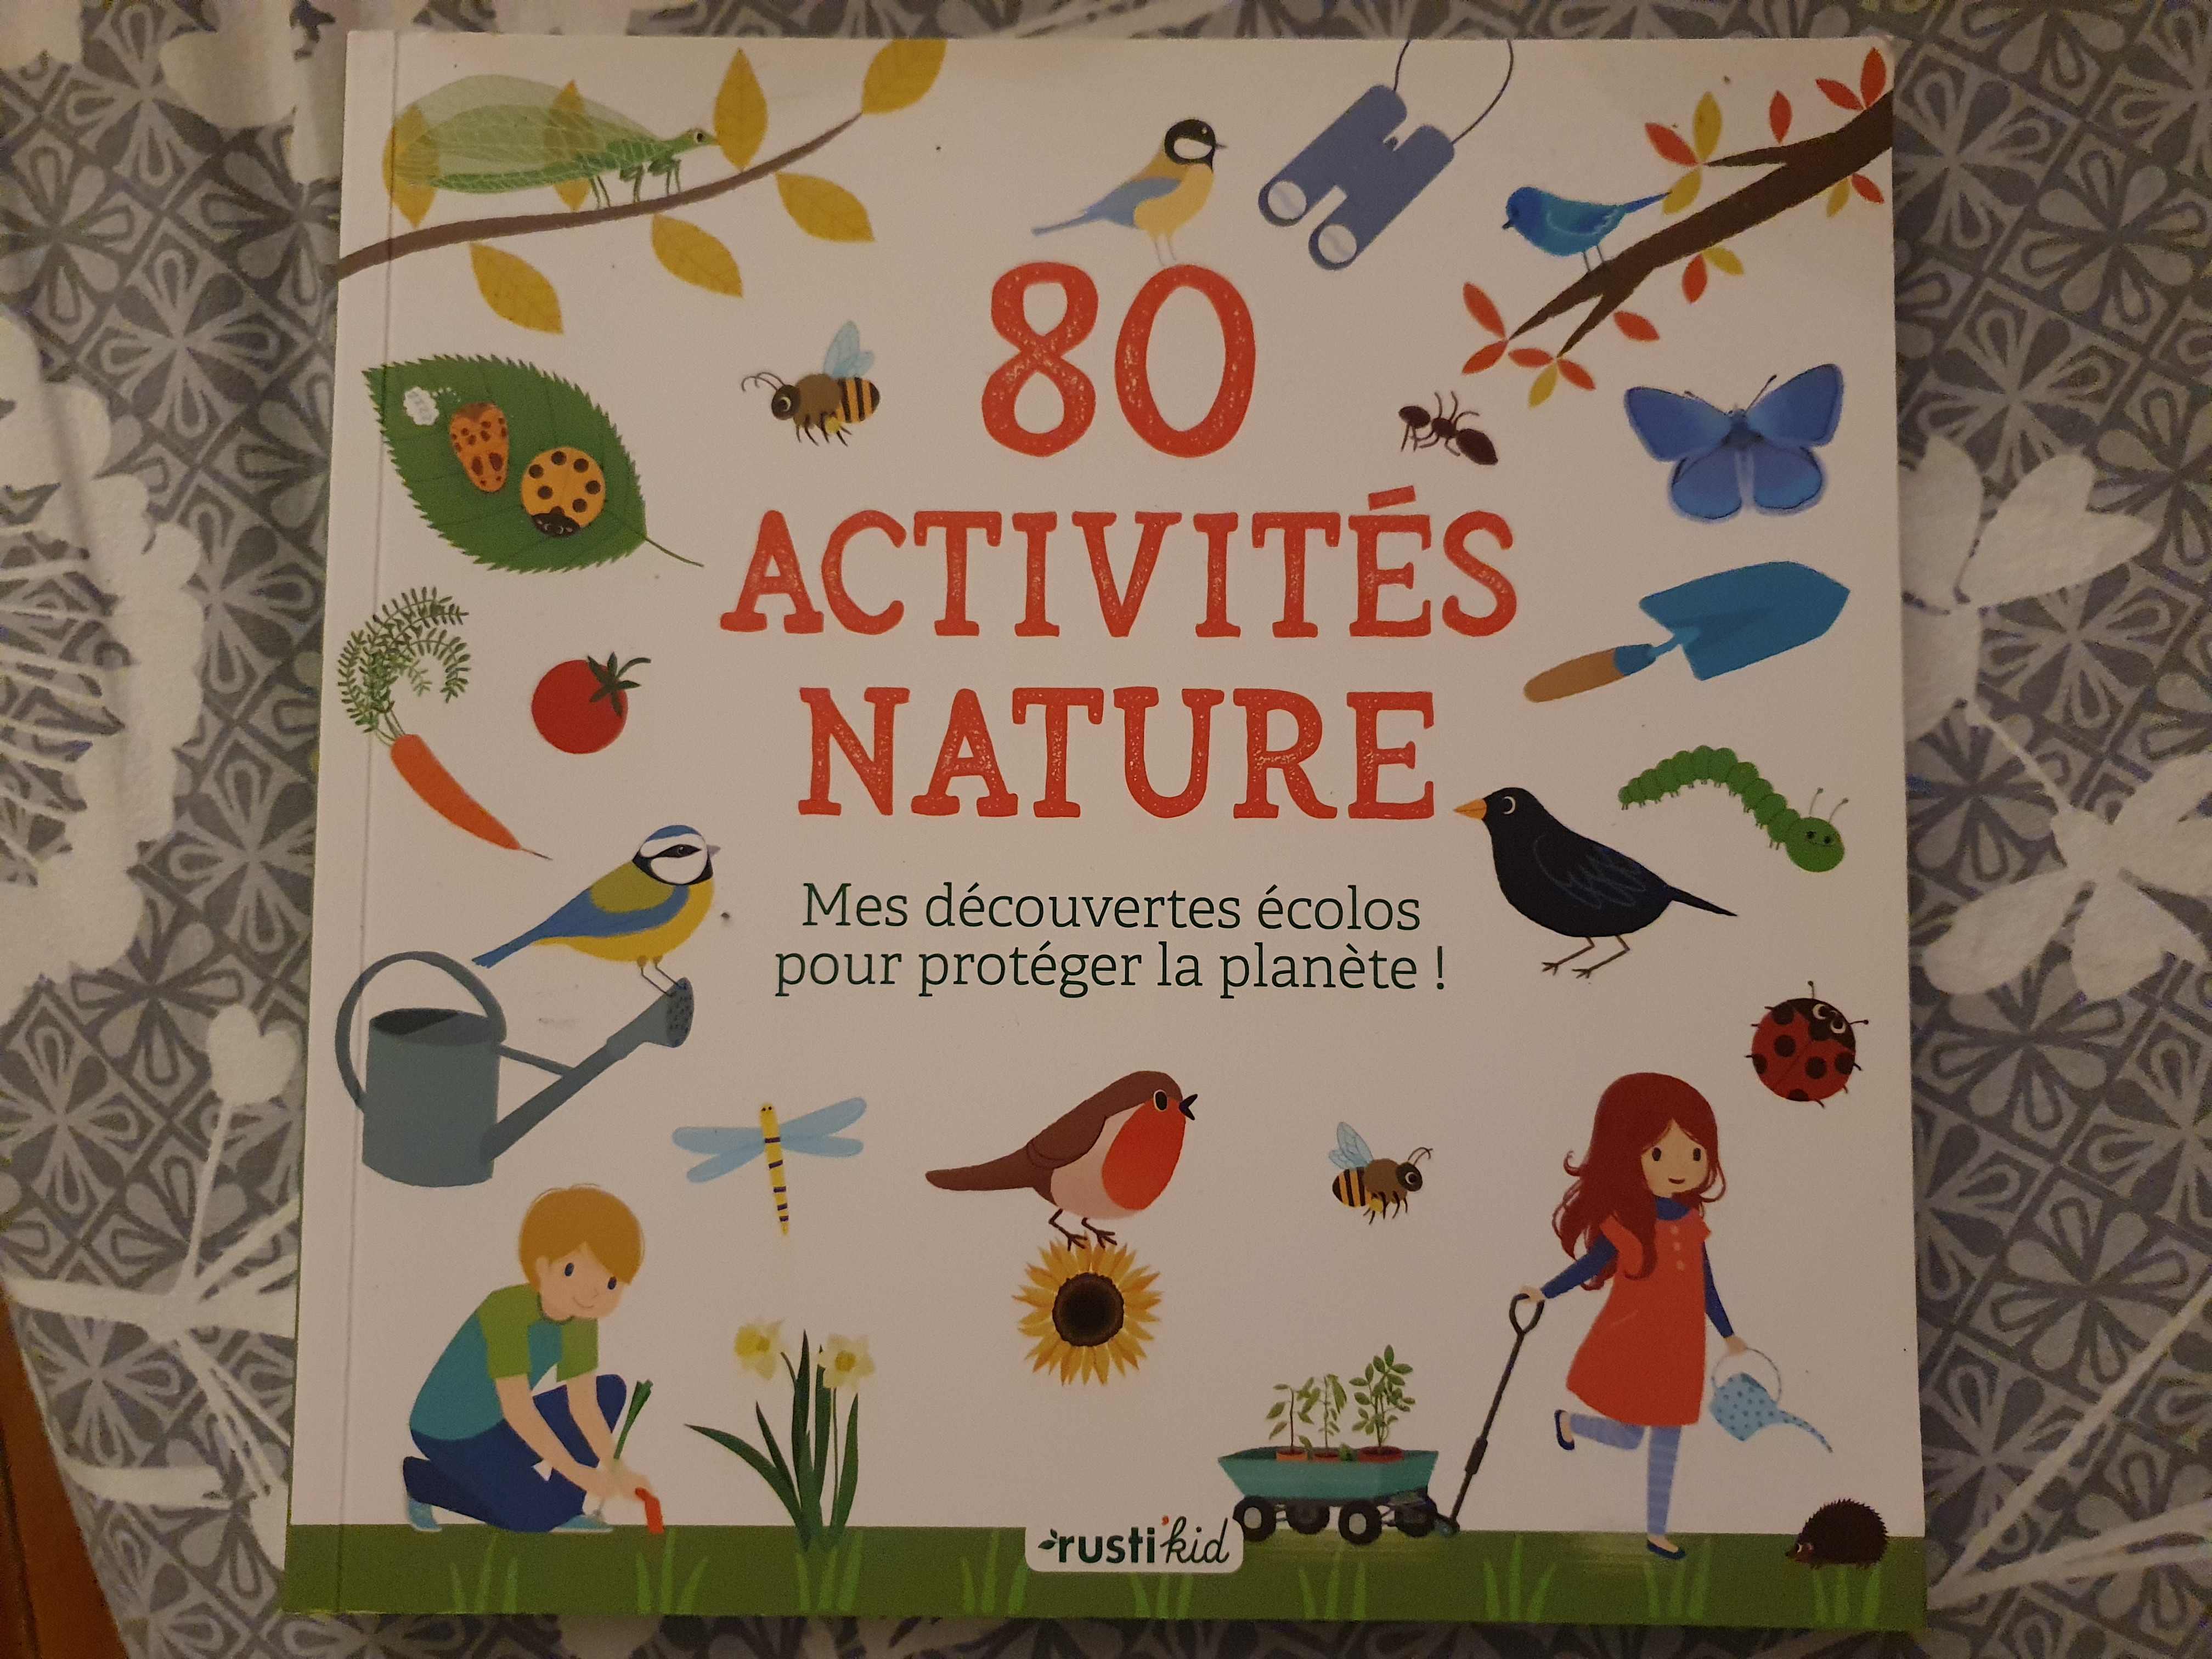 80
ACTIVITÉS
NATURE
Mes découvertes écolos
pour protéger la planète !
rusti'kid